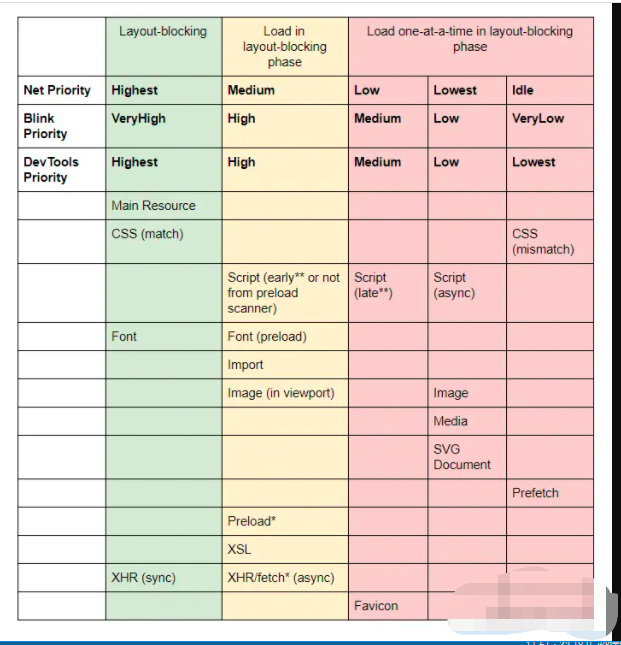 Layout-blocking
Load in
layout-blocking
phase
Load one-at-a-time in layout-blocking
phase
Net Priority
Highest
Medium
Low
Lowest
Idle
Blink
Priority
VeryHigh
High
Medium
Low
VeryLow
DevTools
Priority
Highest
High
Medium
Low
Lowest
Main Resource
CSS (match)
CSS
(mismatch)
Script (early** or not
from preload
scanner)
Script
(late**)
Script
(async)
Font
Font (preload)
Import
Image (in viewport)
Image
Media
SVG
Document
Prefetch
Preload*
XSL
XHR (sync)
XHR/fetch* (async)
Favicon